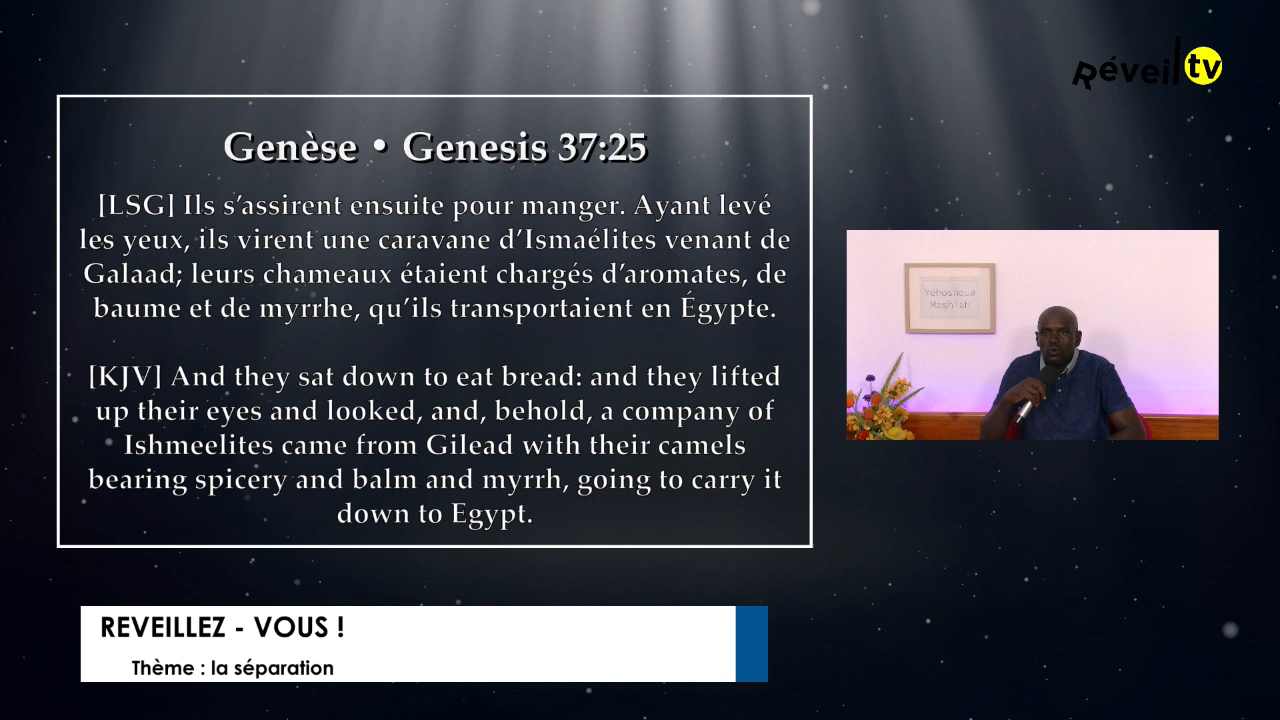 Réveil tv
Genèse • Genesis 37:25
[LSG] Ils s’assirent ensuite pour manger. Ayant levé
les yeux, ils virent une caravane d’Ismaélites venant de
Galaad; leurs chameaux étaient chargés d’aromates, de
baume et de myrrhe, qu’ils transportaient en Égypte.
[KJV] And they sat down to eat bread: and they lifted
up their eyes and looked, and, behold, a company of
Ishmeelites came from Gilead with their camels
bearing spicery and balm and myrrh, going to carry it
down to Egypt.
Yéhoshoua
Mashiah
REVEILLEZ - VOUS !
Thème : la séparation